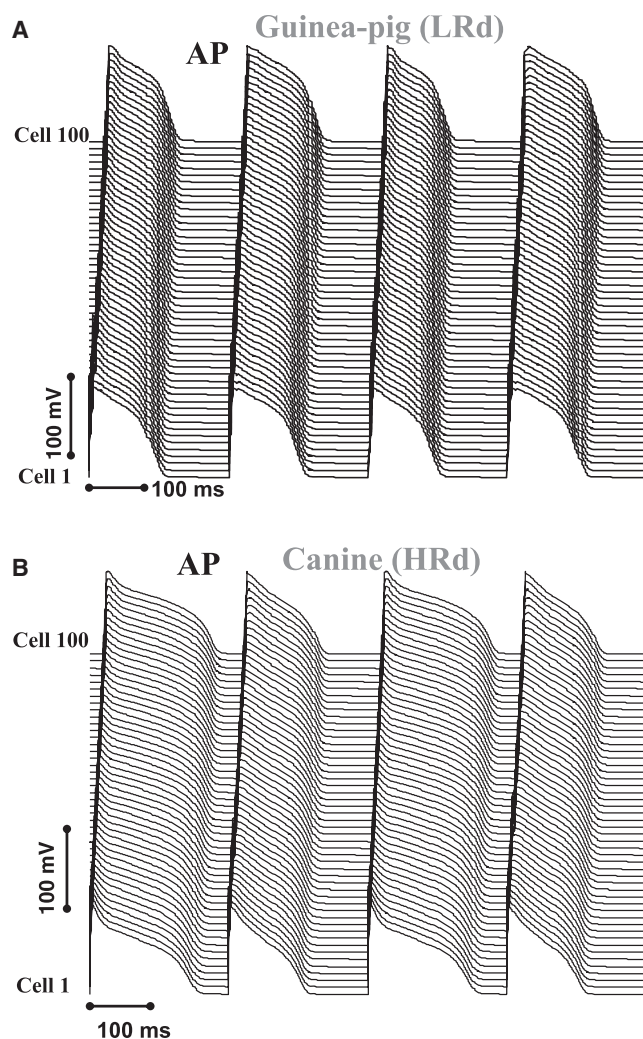 A
Guinea-pig (LRd)
AP
Cell 100
100 mV
Cell 1
100 ms
B
Canine (HRd)
AP
Cell 100
100 mV
Cell 1
100 ms